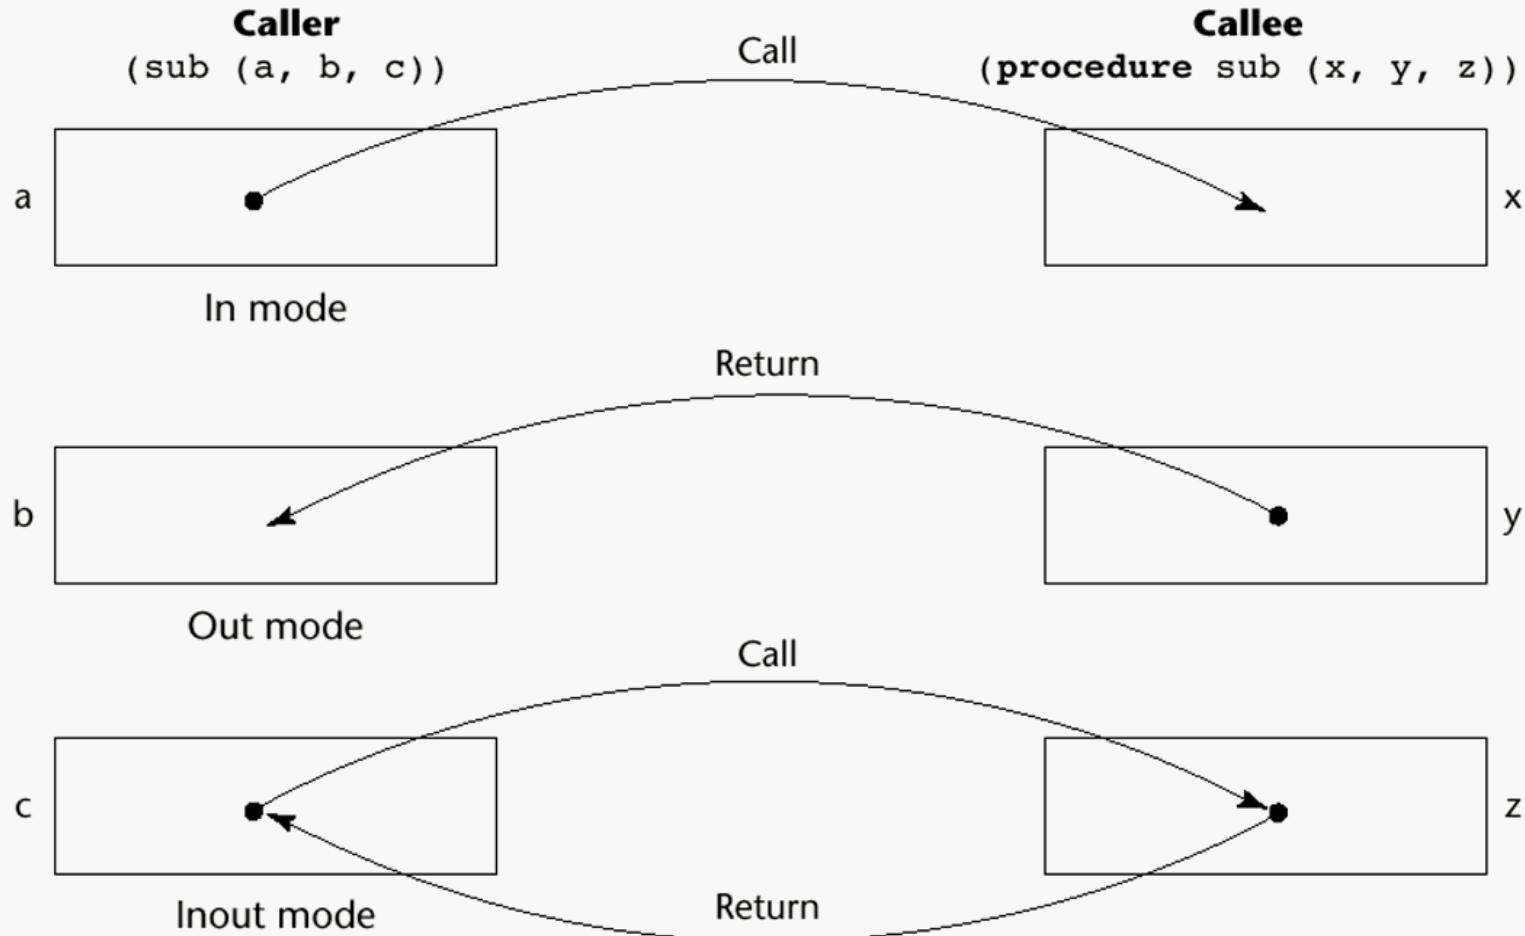 Caller
Callee
(sub (a, b, c))
Call
(procedure sub (x, y, z))
a
x
In mode
Return
b
y
Out mode
Call
c
z
Inout mode
Return